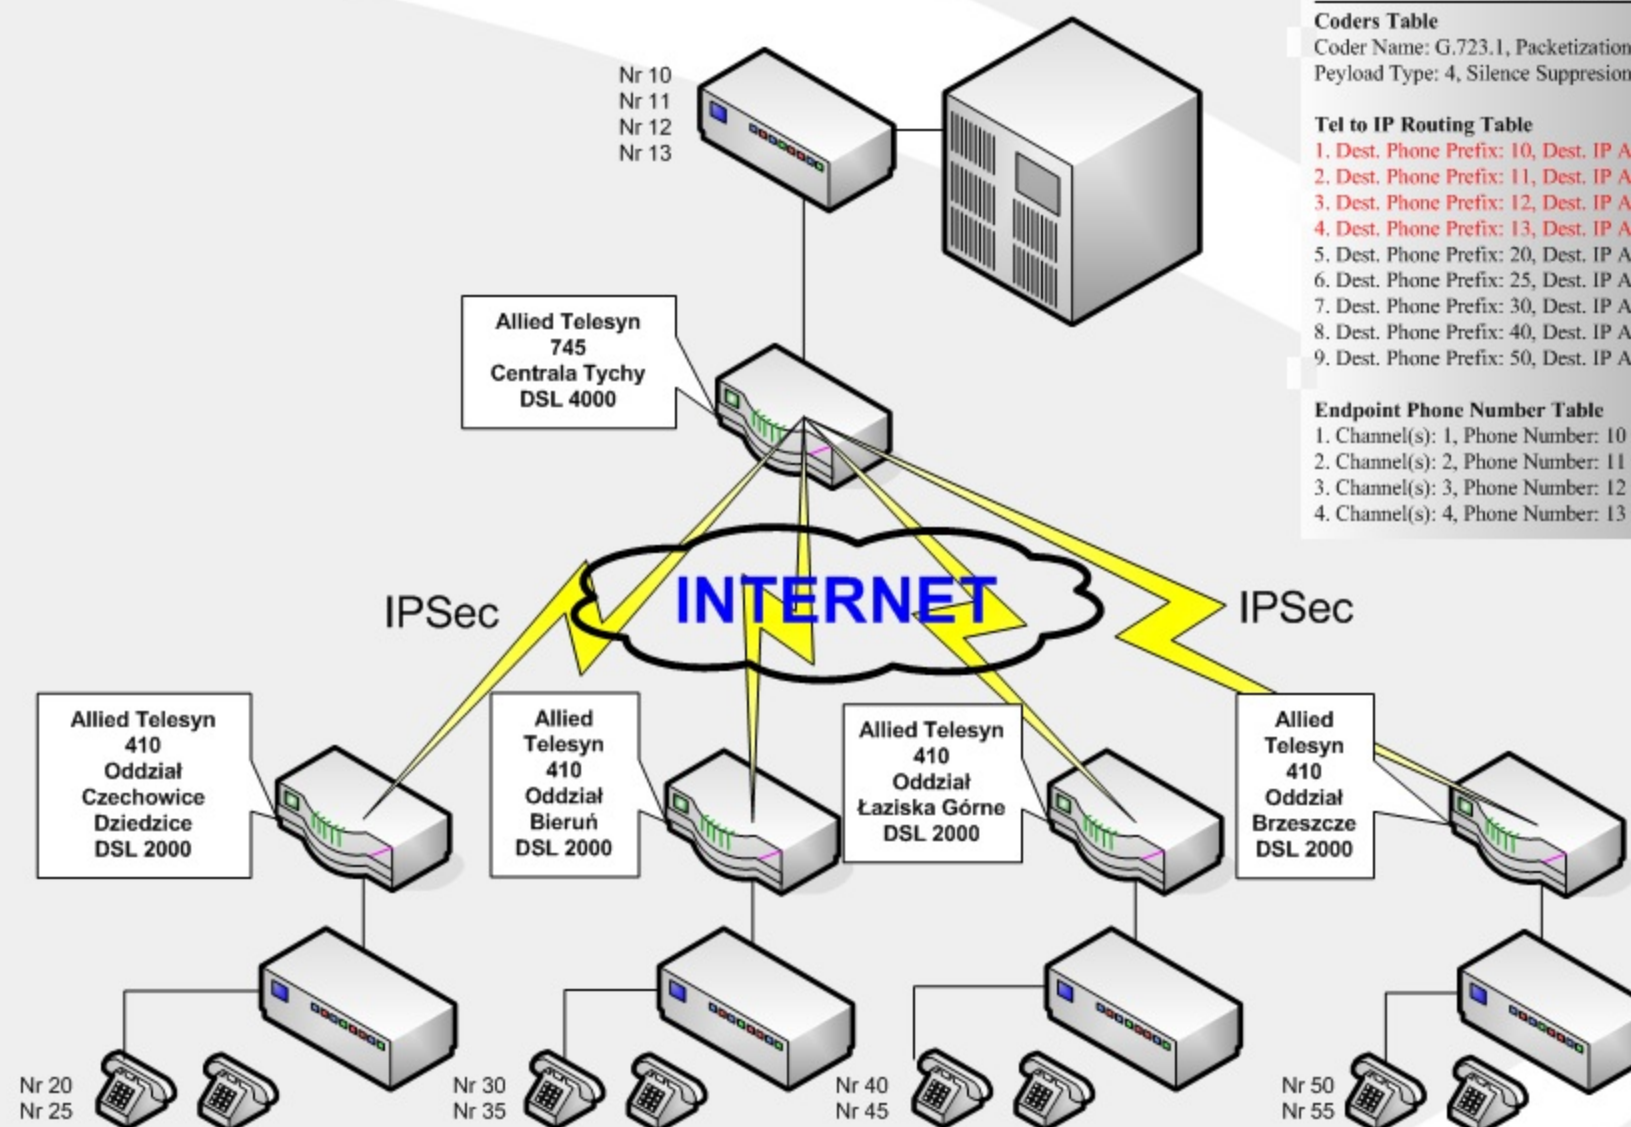 Coders Table
Coder Name: G.723.1, Packetization
Peyload Type: 4, Silence Suppresion
Tel to IP Routing Table
1. Dest. Phone Prefix: 10, Dest. IP A
2. Dest. Phone Prefix: 11, Dest. IP A
3. Dest. Phone Prefix: 12, Dest. IP A
4. Dest. Phone Prefix: 13, Dest. IP A
5. Dest. Phone Prefix: 20, Dest. IP A
6. Dest. Phone Prefix: 25, Dest. IP A
7. Dest. Phone Prefix: 30, Dest. IP A
8. Dest. Phone Prefix: 40, Dest. IP A
9. Dest. Phone Prefix: 50, Dest. IP A
Endpoint Phone Number Table
1. Channel(s): 1, Phone Number: 10
2. Channel(s): 2, Phone Number: 11
3. Channel(s): 3, Phone Number: 12
4. Channel(s): 4, Phone Number: 13
Nr 10
Nr 11
Nr 12
Nr 13
Allied Telesyn
745
Centrala Tychy
DSL 4000
IPSec
INTERNET
IPSec
Allied Telesyn
410
Oddział
Czechowice
Dziedzice
DSL 2000
Allied
Telesyn
410
Oddział
Bieruń
DSL 2000
Allied Telesyn
410
Oddział
Łaziska Górne
DSL 2000
Allied
Telesyn
410
Oddział
Brzeszcze
DSL 2000
Nr 20
Nr 25
Nr 30
Nr 35
Nr 40
Nr 45
Nr 50
Nr 55